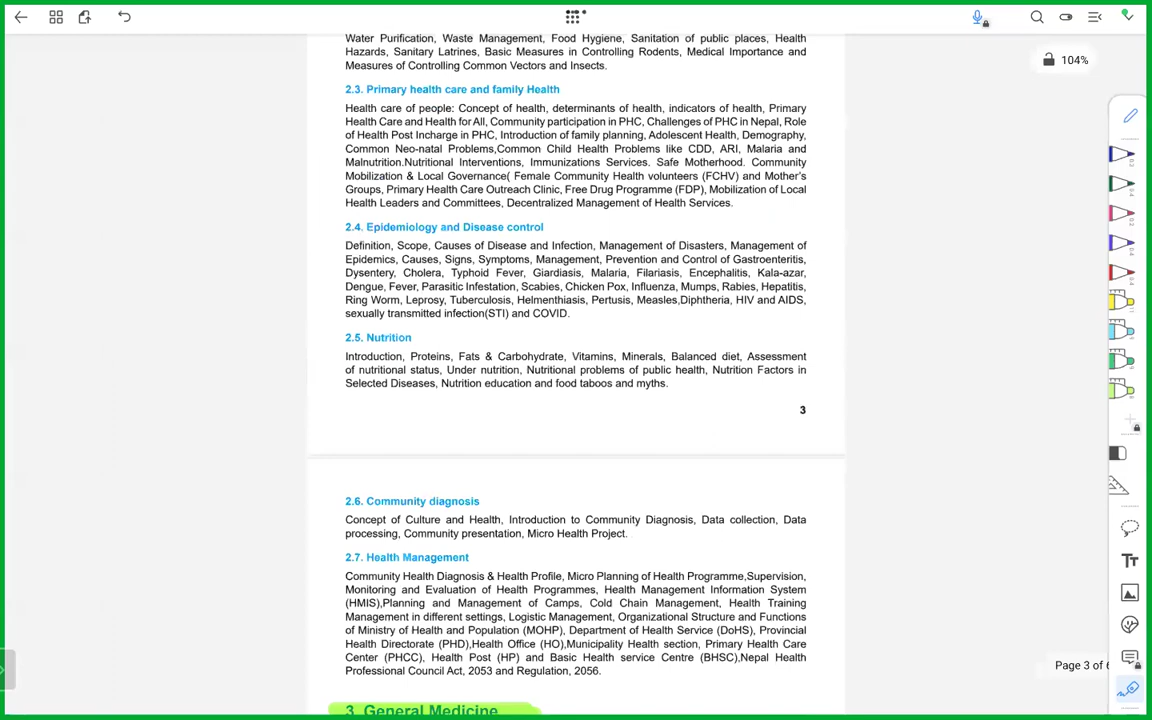 104%
Water Purification, Waste Management, Food Hygiene, Sanitation of public places, Health
Hazards, Sanitary Latrines, Basic Measures in Controlling Rodents, Medical Importance and
Measures of Controlling Common Vectors and Insects.
2.3. Primary health care and family Health
Health care of people: Concept of health, determinants of health, indicators of health, Primary
Health Care and Health for All, Community participation in PHC, Challenges of PHC in Nepal, Role
of Health Post Incharge in PHC, Introduction of family planning, Adolescent Health, Demography,
Common Neo-natal Problems,Common Child Health Problems like CDD, ARI, Malaria and
Malnutrition.Nutritional Interventions, Immunizations Services. Safe Motherhood. Community
Mobilization & Local Governance( Female Community Health volunteers (FCHV) and Mother's
Groups, Primary Health Care Outreach Clinic, Free Drug Programme (FDP), Mobilization of Local
Health Leaders and Committees, Decentralized Management of Health Services.
2.4. Epidemiology and Disease control
Definition, Scope, Causes of Disease and Infection, Management of Disasters, Management of
Epidemics, Causes, Signs, Symptoms, Management, Prevention and Control of Gastroenteritis,
Dysentery, Cholera, Typhoid Fever, Giardiasis, Malaria, Filariasis, Encephalitis, Kala-azar,
Dengue, Fever, Parasitic Infestation, Scabies, Chicken Pox, Influenza, Mumps, Rabies, Hepatitis,
Ring Worm, Leprosy, Tuberculosis, Helmenthiasis, Pertusis, Measles,Diphtheria, HIV and AIDS,
sexually transmitted infection(STI) and COVID.
2.5. Nutrition
Introduction, Proteins, Fats & Carbohydrate, Vitamins, Minerals, Balanced diet, Assessment
of nutritional status, Under nutrition, Nutritional problems of public health, Nutrition Factors in
Selected Diseases, Nutrition education and food taboos and myths.
3
2.6. Community diagnosis
Concept of Culture and Health, Introduction to Community Diagnosis, Data collection, Data
processing, Community presentation, Micro Health Project.
2.7. Health Management
Community Health Diagnosis & Health Profile, Micro Planning of Health Programme,Supervision,
Monitoring and Evaluation of Health Programmes, Health Management Information System
(HMIS),Planning and Management of Camps, Cold Chain Management, Health Training
Management in different settings, Logistic Management, Organizational Structure and Functions
of Ministry of Health and Population (MOHP), Department of Health Service (DoHS), Provincial
Health Directorate (PHD),Health Office (HO),Municipality Health section, Primary Health Care
Center (PHCC), Health Post (HP) and Basic Health service Centre (BHSC),Nepal Health
Professional Council Act, 2053 and Regulation, 2056.
Page 3 of 6
3. General Medicine
Tт